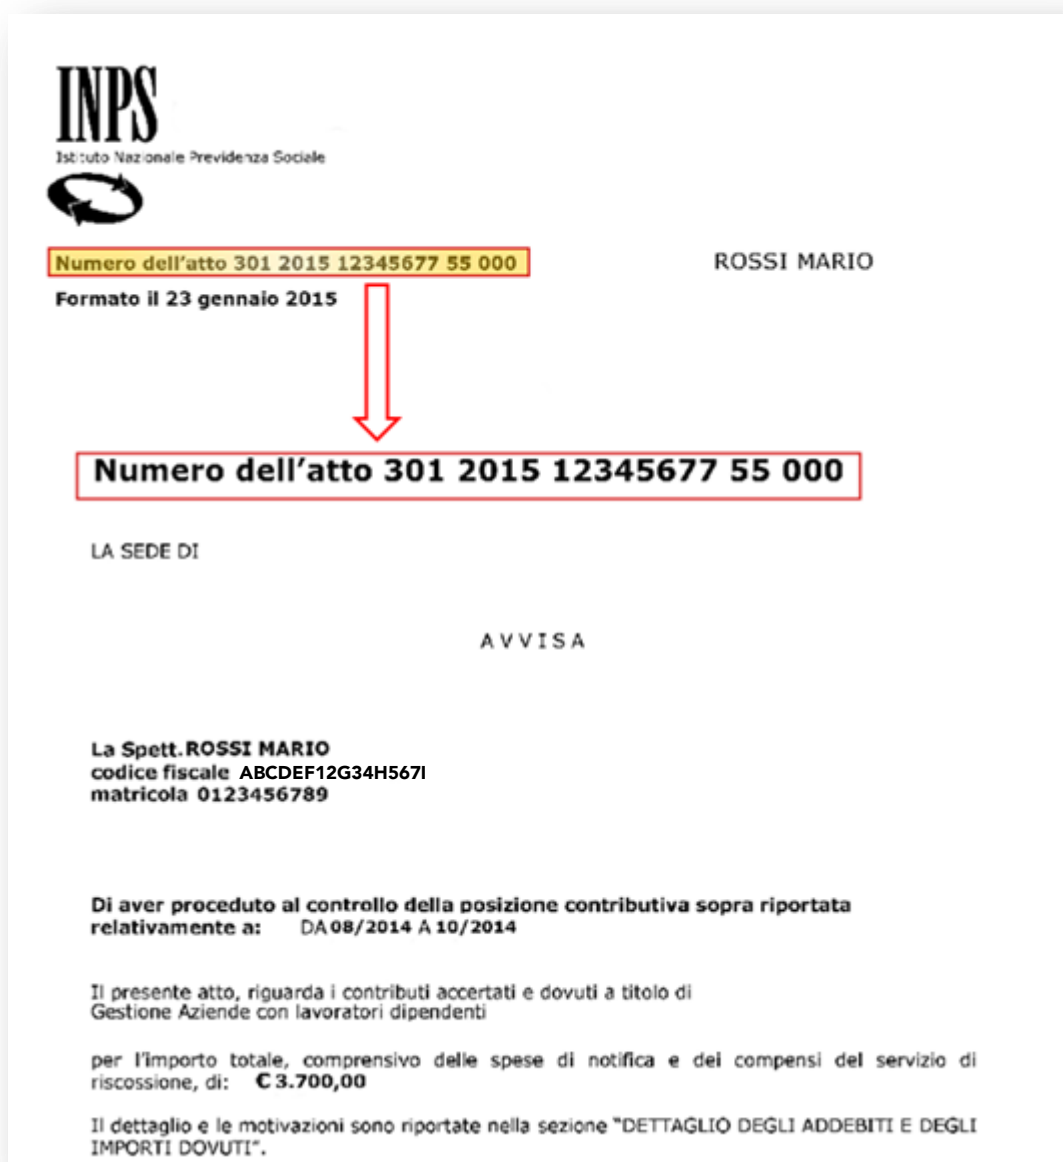 INPS
Istituto Nazionale Previdenza Sociale
Numero dell'atto 301 2015 12345677 55 000
ROSSI MARIO
Formato il 23 gennaio 2015
Numero dell'atto 301 2015 12345677 55 000
LA SEDE DI
A V V I S A
La Spett. ROSSI MARIO
codice fiscale ABCDEF12G34H567I
matricola 0123456789
Di aver proceduto al controllo della posizione contributiva sopra riportata
relativamente a: DA 08/2014 A 10/2014
Il presente atto, riguarda i contributi accertati e dovuti a titolo di
Gestione Aziende con lavoratori dipendenti
per l'importo totale, comprensivo delle spese di notifica e dei compensi del servizio di
riscossione, di: € 3.700,00
Il dettaglio e le motivazioni sono riportate nella sezione "DETTAGLIO DEGLI ADDEBITI E DEGLI
IMPORTI DOVUTI".